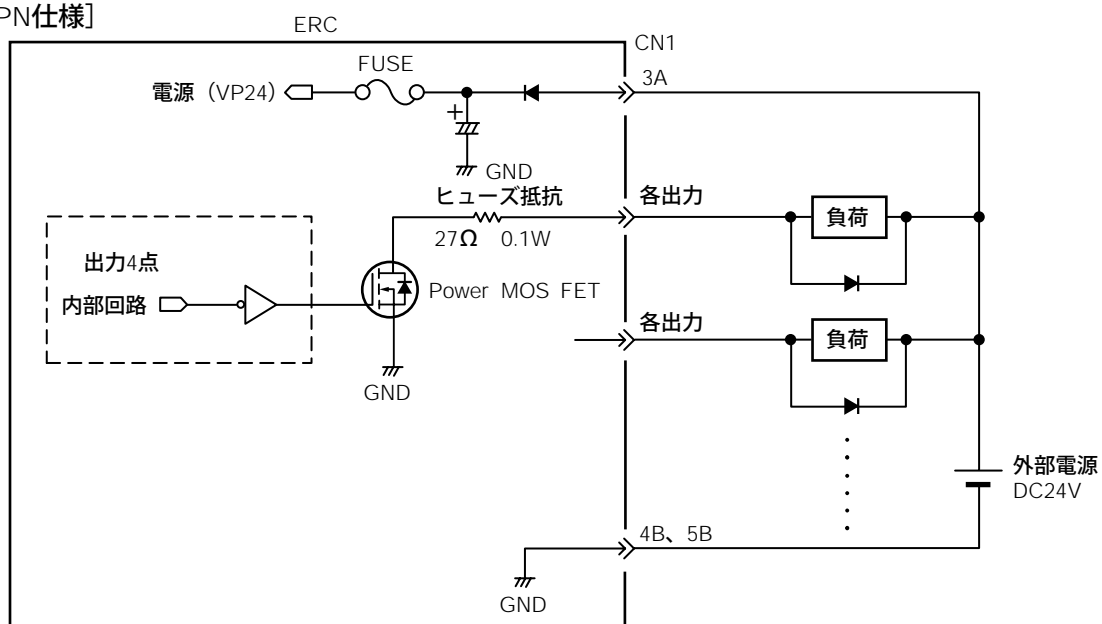 PN仕様]
ERC
CN1
FUSE
3A
電源（VP24）
+
GND
ヒューズ抵抗
各出力
27Ω 0.1W
負荷
出力4点
内部回路
Power MOS FET
各出力
負荷
GND
外部電源
DC24V
4B、5B
GND